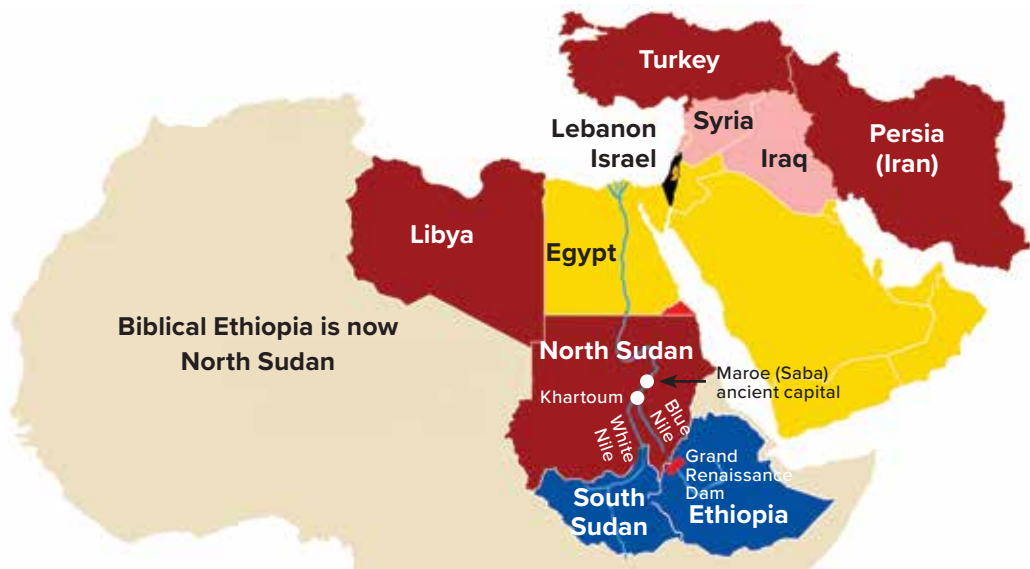 Turkey
Lebanon
Israel
Syria
Iraq
Persia
(Iran)
Libya
Egypt
Biblical Ethiopia is now
North Sudan
North Sudan
Maroe (Saba)
ancient capital
Khartoum
White
Nile
Blue
Nile
Grand
Renaissance
Dam
South
Sudan
Ethiopia